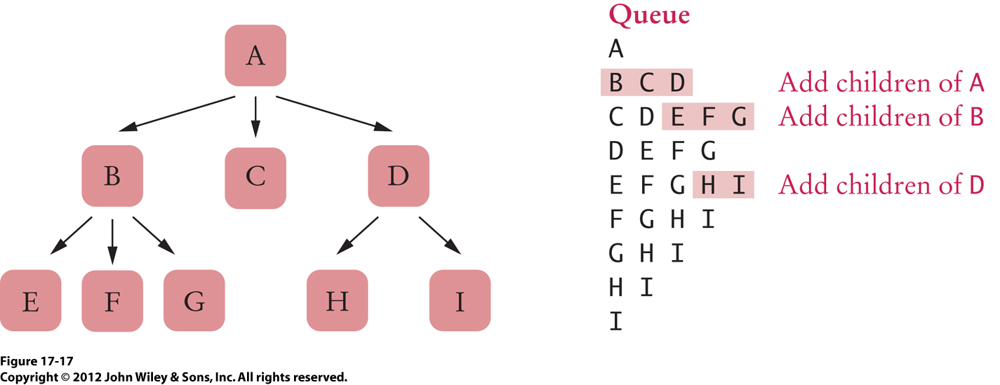 A
B C D
E F G H I
Queue
A
B C D Add children of A
C D E F G Add children of B
D E F G
E F G H I Add children of D
F G H I
G H I
H I
I
Figure 17-17
Copyright © 2012 John Wiley & Sons, Inc. All rights reserved.